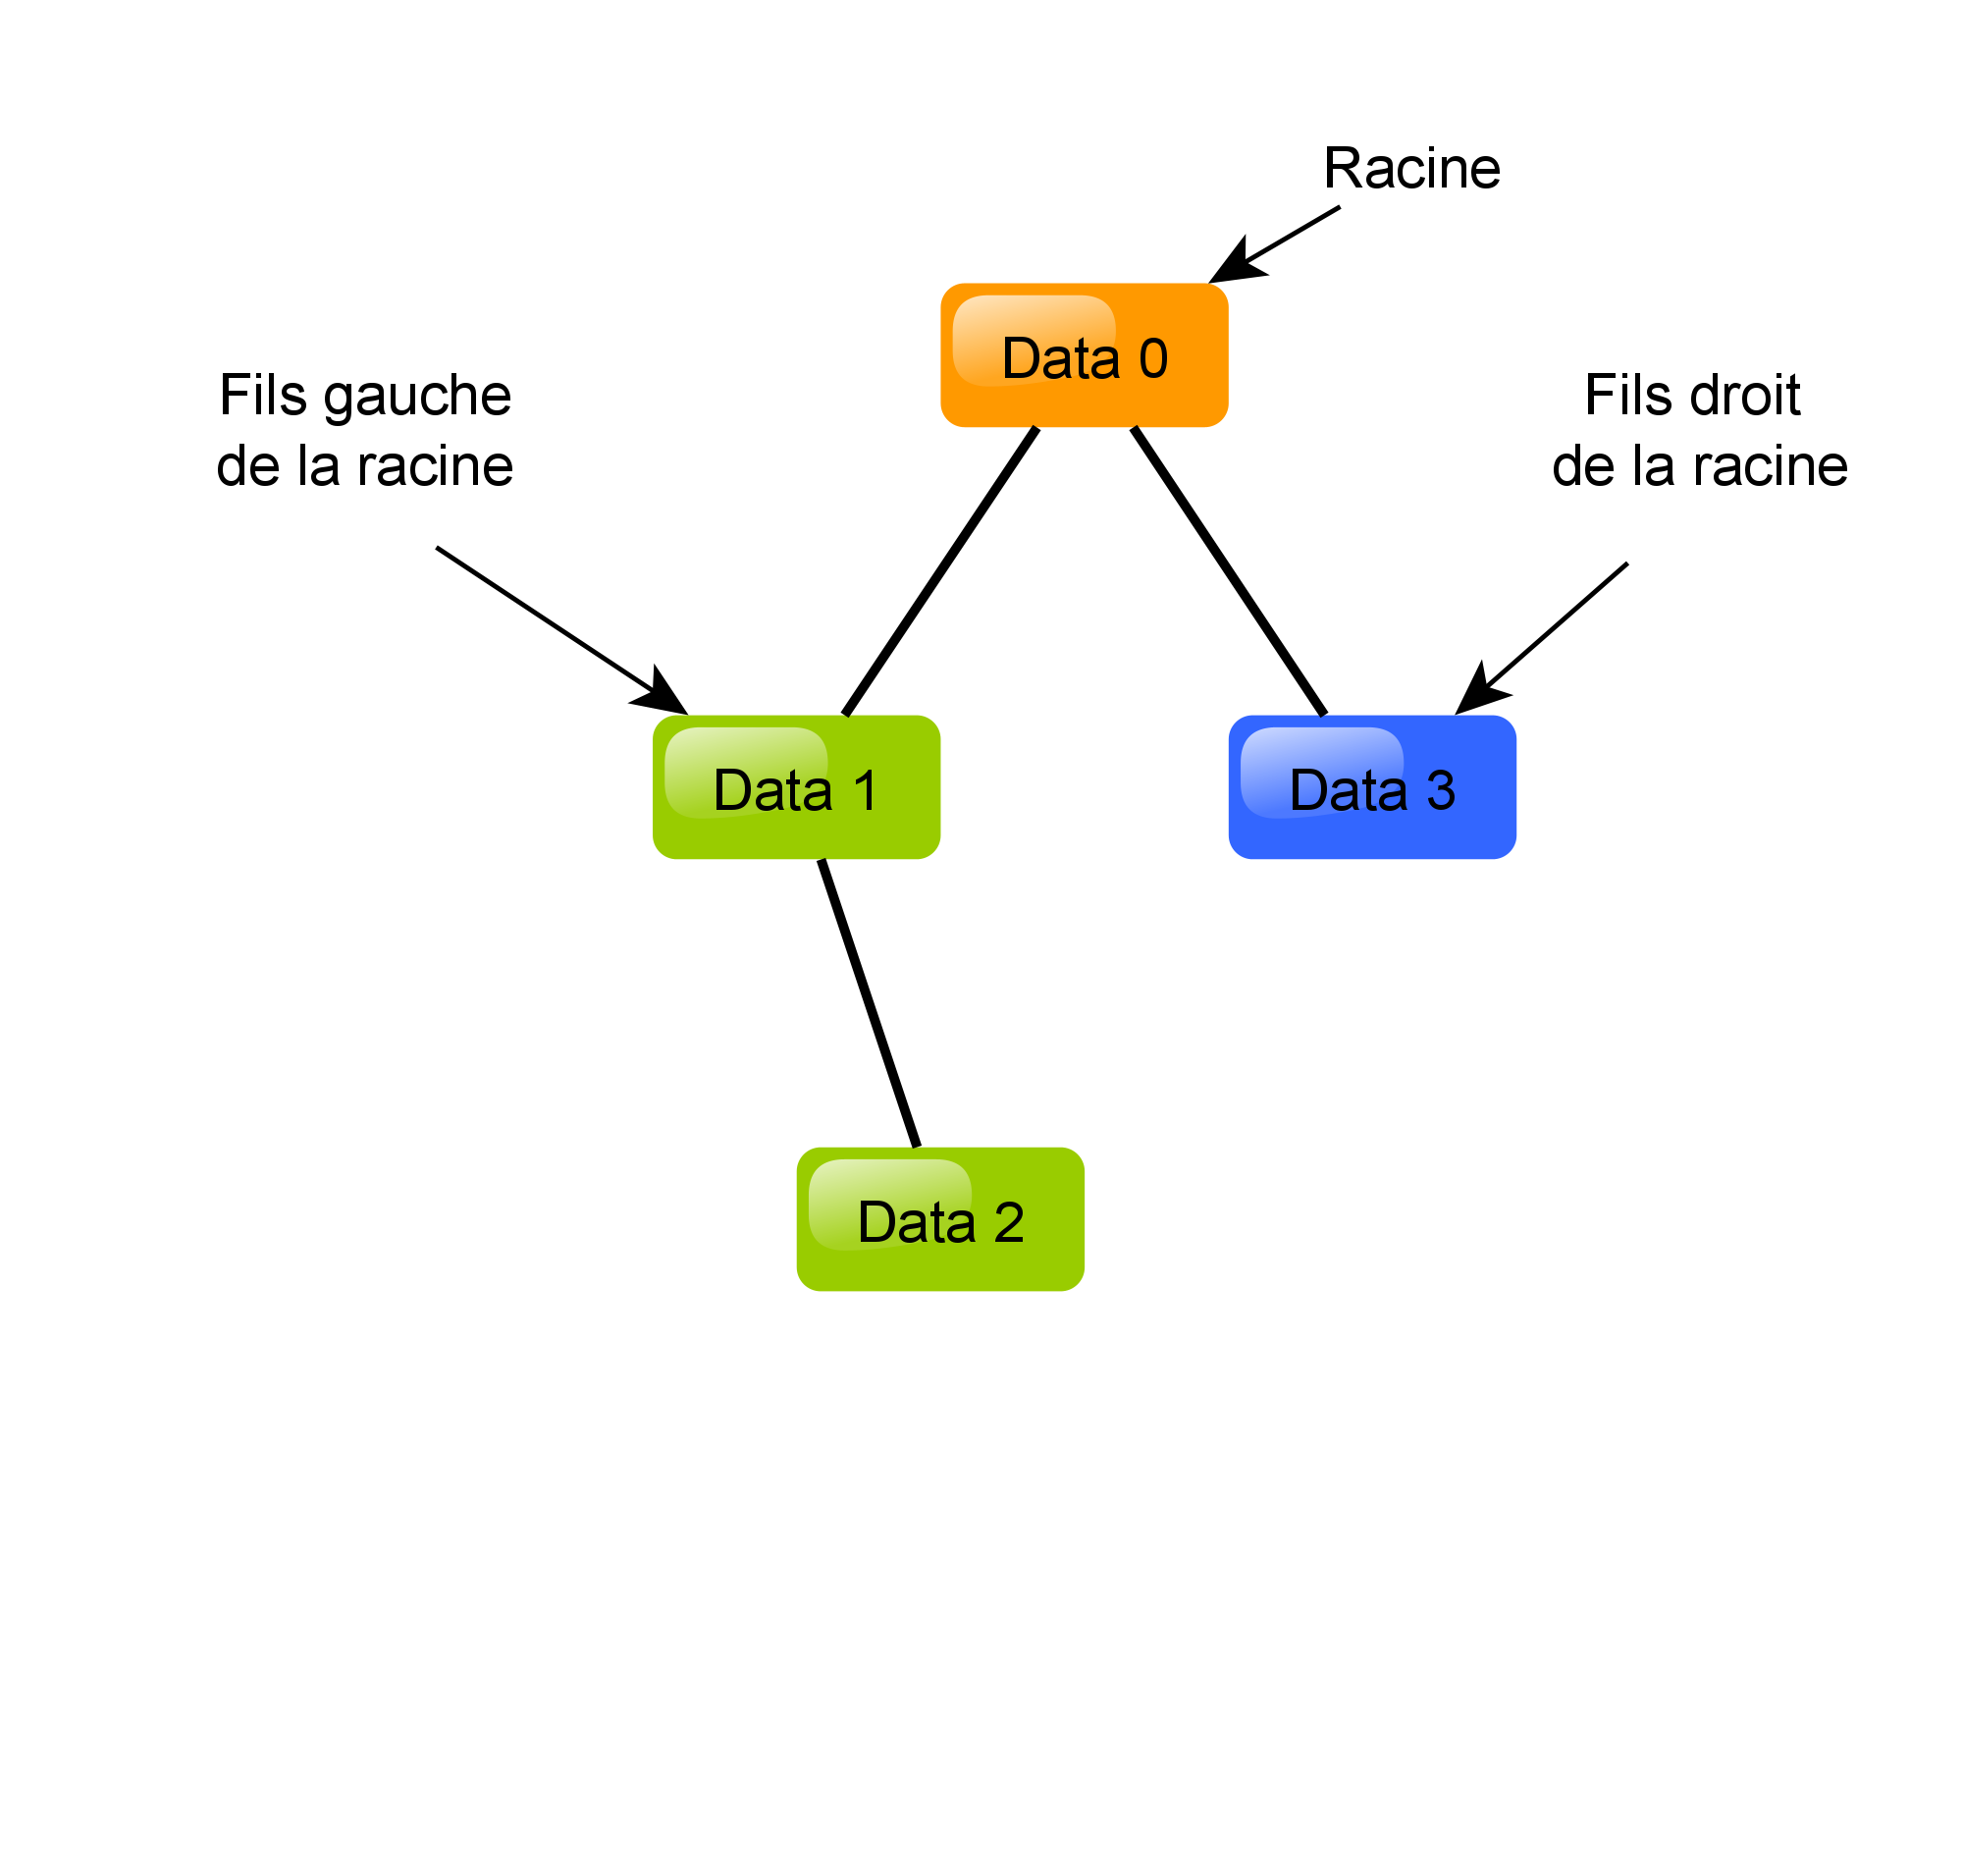 Racine
Data 0
Fils gauche
de la racine
Fils droit
de la racine
Data 1
Data 3
Data 2